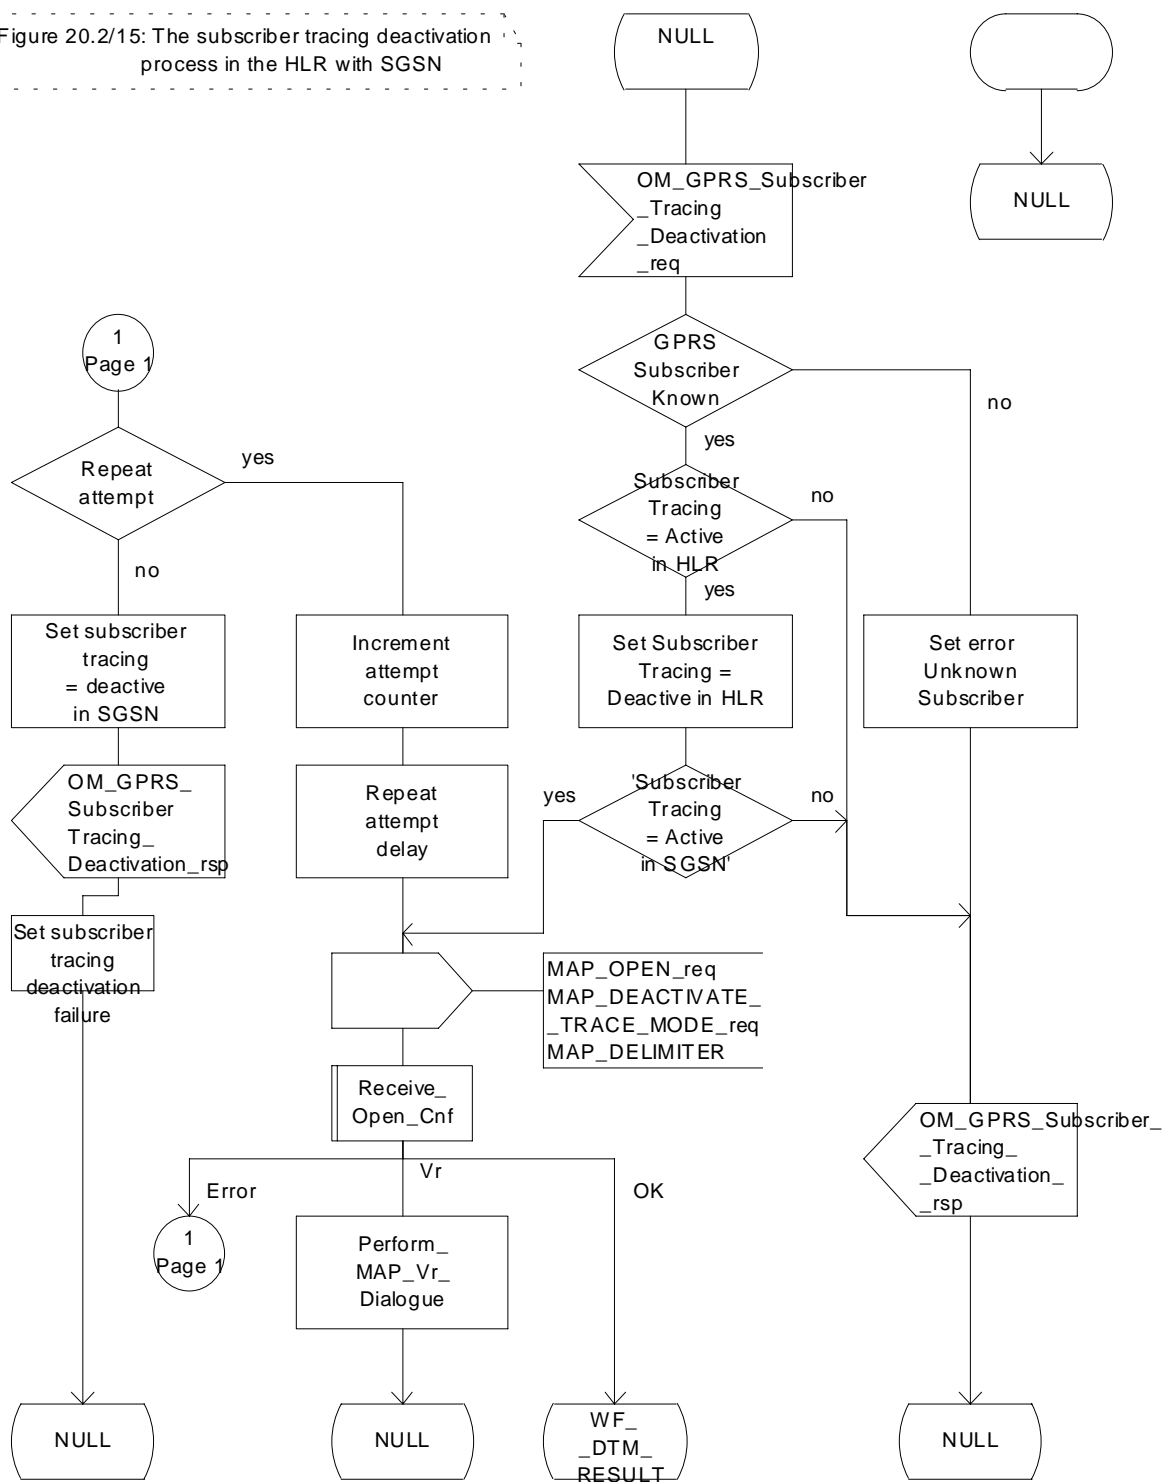 Figure 20.2/15: The subscriber tracing deactivation
process in the HLR with SGSN
NULL
NULL
OM_GPRS_Subscriber
_Tracing
_Deactivation
_req
GPRS
Subscriber
Known
no
yes
Subscriber
Tracing
= Active
in HLR
no
yes
Set Subscriber
Tracing =
Deactive in HLR
Set error
Unknown
Subscriber
'Subscriber
Tracing
= Active
in SGSN'
yes
no
1
Page 1
Repeat
attempt
yes
no
Set subscriber
tracing
= deactive
in SGSN
Increment
attempt
counter
OM_GPRS_
Subscriber
Tracing_
Deactivation_rsp
Repeat
attempt
delay
Set subscriber
tracing
deactivation
failure
MAP_OPEN_req
MAP_DEACTIVATE_
_TRACE_MODE_req
MAP_DELIMITER
Receive_
Open_Cnf
Error
Vr
OK
1
Page 1
Perform_
MAP_Vr_
Dialogue
OM_GPRS_Subscriber_
_Tracing_
_Deactivation_
_rsp
NULL
NULL
WF_
_DTM_
RESULT
NULL